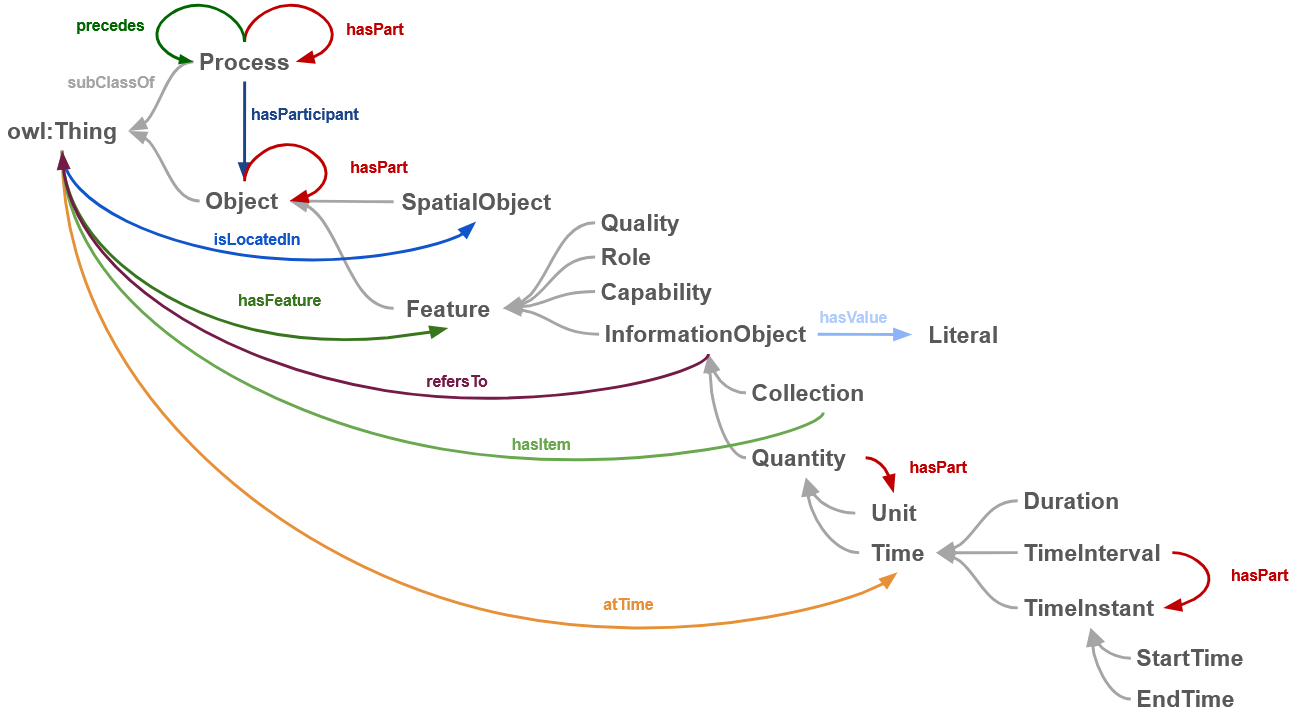 precedes
hasPart
Process
subClassOf
hasParticipant
owl:Thing
hasPart
Object
SpatialObject
Quality
isLocatedIn
Role
Capability
hasFeature
Feature
hasValue
InformationObject
Literal
refersTo
Collection
hasItem
Quantity
hasPart
Duration
Unit
Time
TimeInterval
hasPart
atTime
TimeInstant
StartTime
EndTime